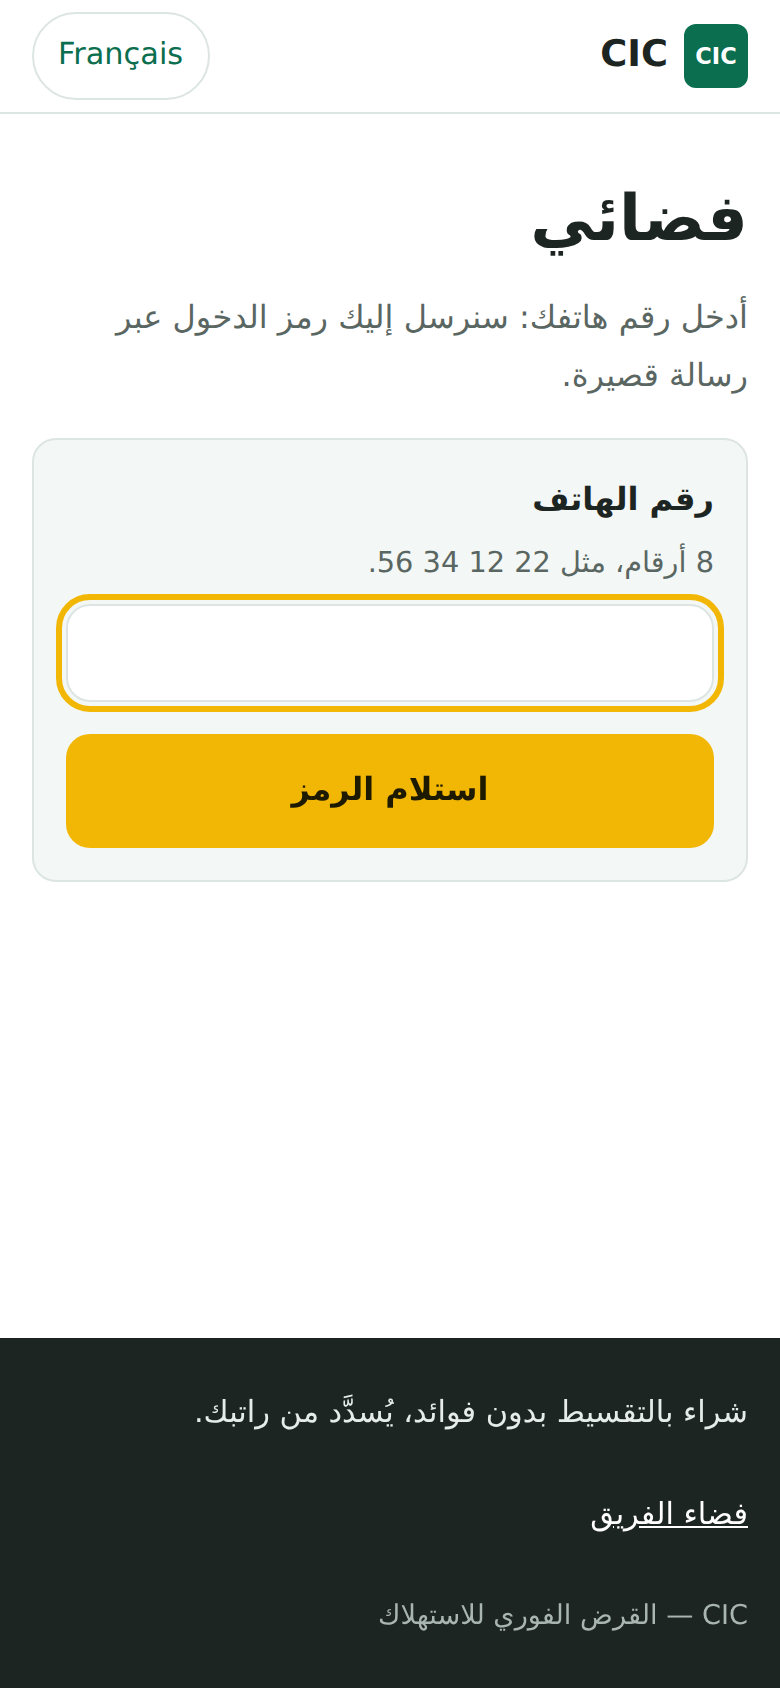 CIC
CIC
Français
فضائي
أدخل رقم هاتفك: سنرسل إليك رمز الدخول عبر
رسالة قصيرة.
رقم الهاتف
8 أرقام، مثل 22 12 34 56.
استلام الرمز
شراء بالتقسيط بدون فوائد، يُسدَّد من راتبك.
فضاء الفريق
CIC — القرض الفوري للاستهلاك